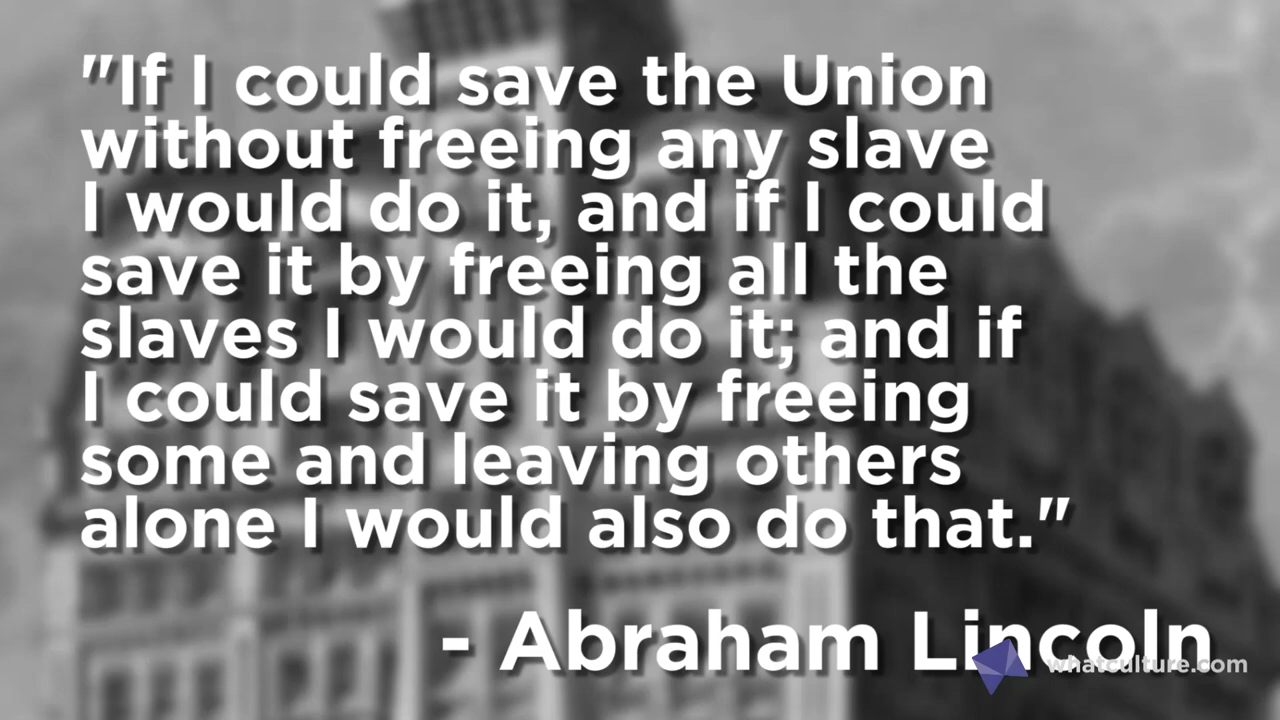 "If I could save the Union
without freeing any slave
I would do it, and if I could
save it by freeing all the
slaves I would do it; and if
I could save it by freeing
some and leaving others
alone I would also do that."
- Abraham Lincoln
whatculture.com